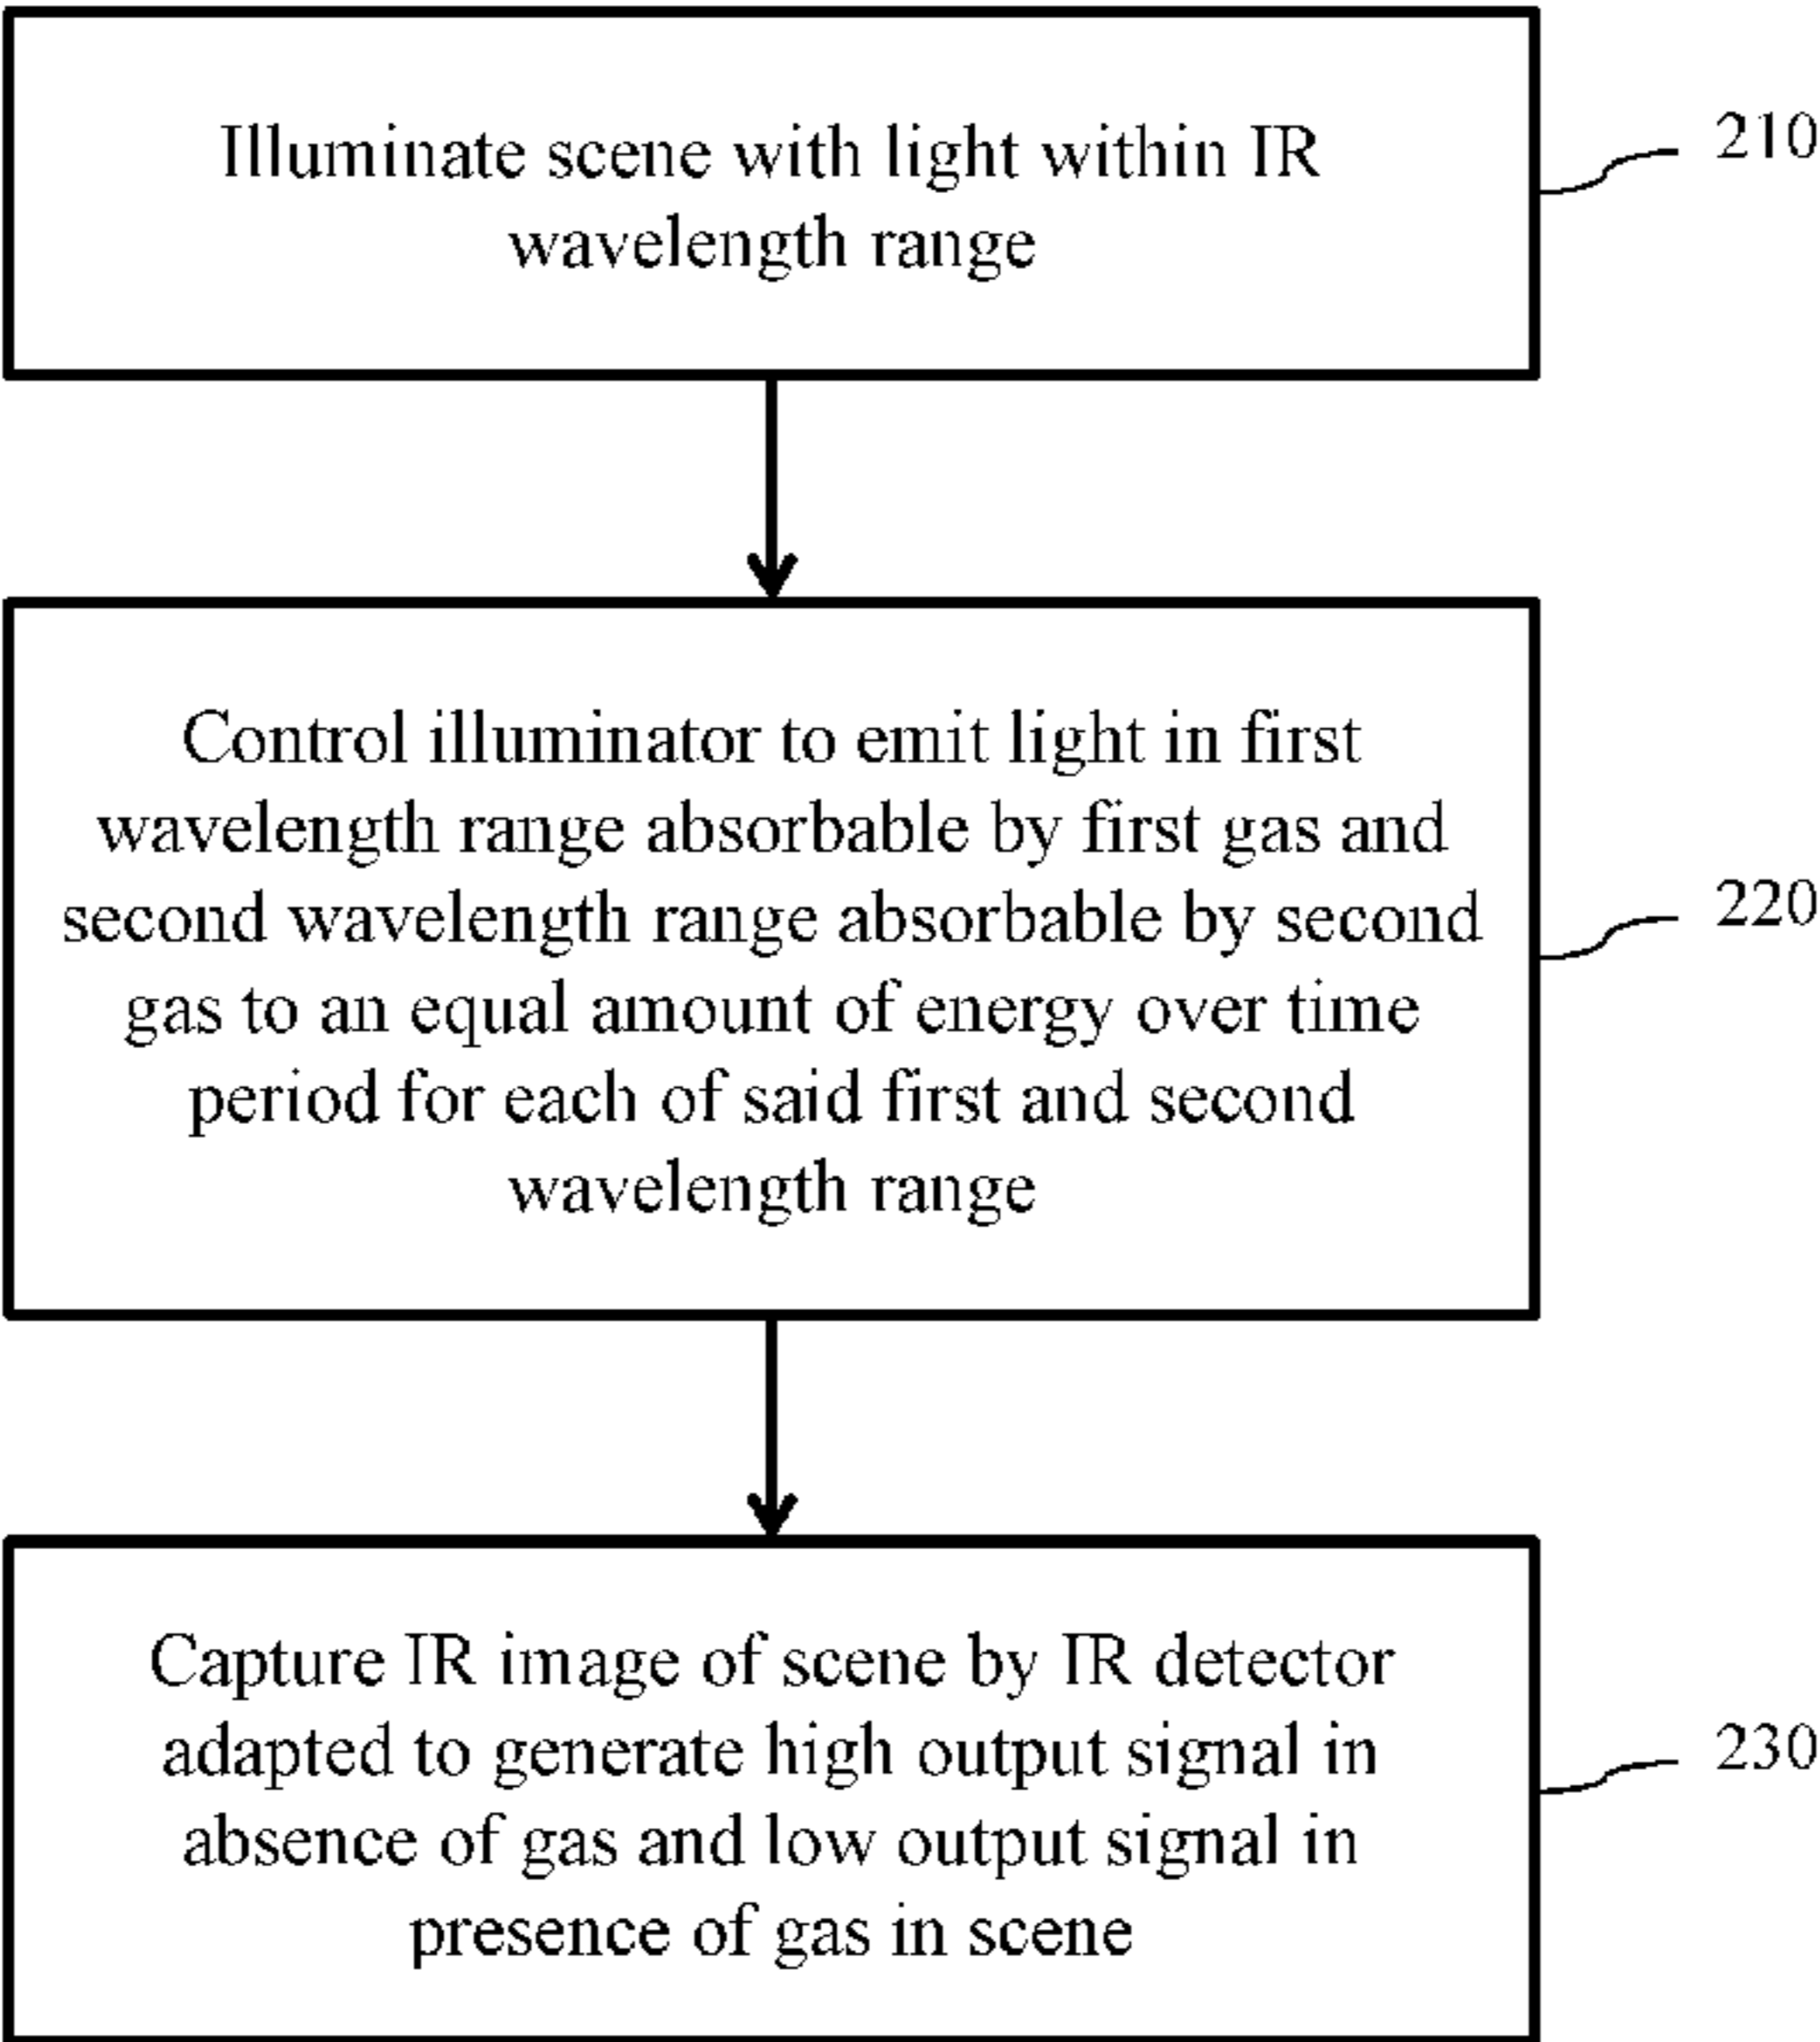 Illuminate scene with light within IR
wavelength range
210
Control illuminator to emit light in first
wavelength range absorbable by first gas and
second wavelength range absorbable by second
gas to an equal amount of energy over time
period for each of said first and second
wavelength range
220
Capture IR image of scene by IR detector
adapted to generate high output signal in
absence of gas and low output signal in
presence of gas in scene
230